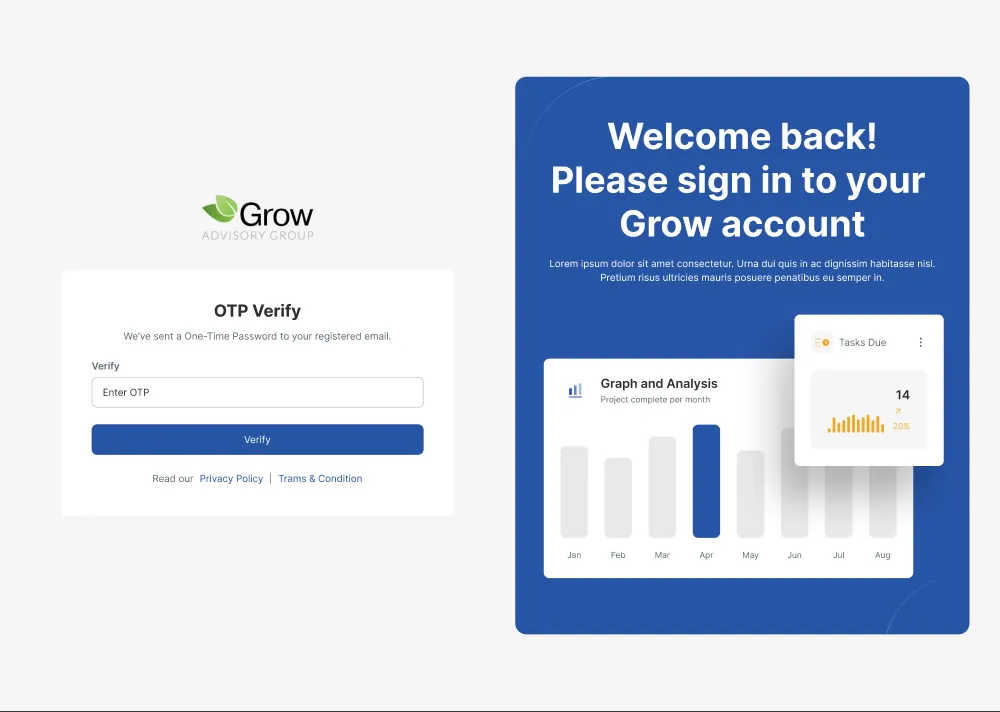 Grow
ADVISORY GROUP
OTP Verify
We've sent a One-Time Password to your registered email.
Verify
Enter OTP
Verify
Read our Privacy Policy | Trams & Condition
Welcome back!
Please sign in to your
Grow account
Lorem ipsum dolor sit amet consectetur. Urna dui quis in ac dignissim habitasse nisl.
Pretium risus ultricies mauris posuere penatibus eu semper in.
Tasks Due
14
20%
Graph and Analysis
Project complete per month
Jan Feb Mar Apr May Jun Jul Aug